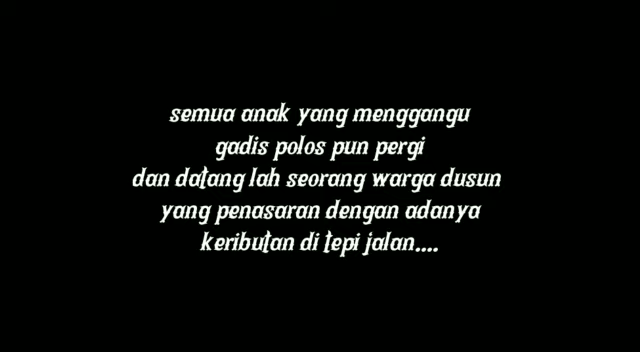 semua anak yang menggangu
gadis polos pun pergi
dan datang lah seorang warga dusun
yang penasaran dengan adanya
keributan di tepi jalan....